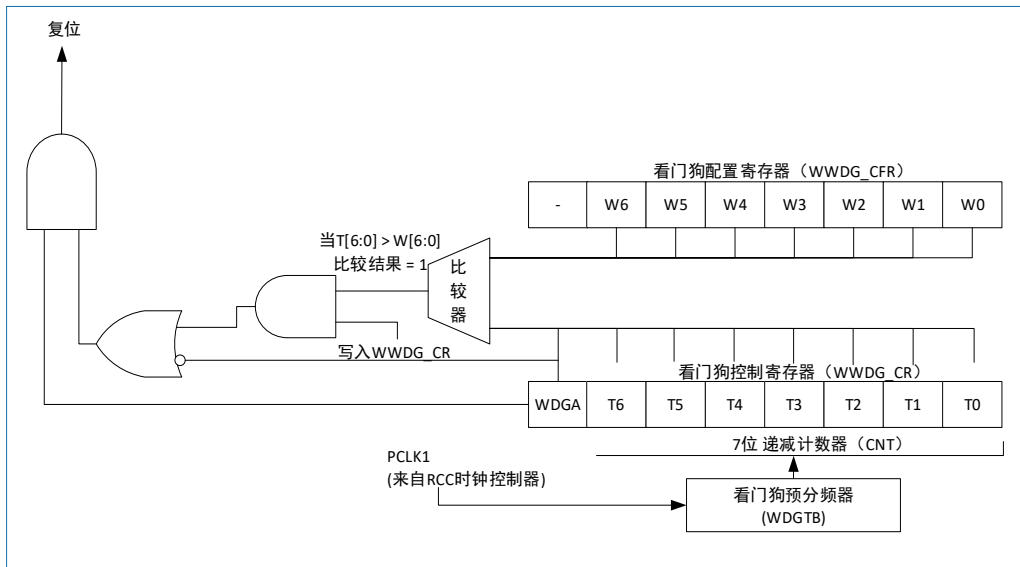 复位
看门狗配置寄存器（WWDG_CFR）
- W6 W5 W4 W3 W2 W1 W0
当T[6:0] > W[6:0]
比较结果 = 1
比较器
写入WWDG_CR
看门狗控制寄存器（WWDG_CR）
WDGA T6 T5 T4 T3 T2 T1 T0
7位 递减计数器（CNT）
PCLK1
(来自RCC时钟控制器)
看门狗预分频器
(WDGTB)